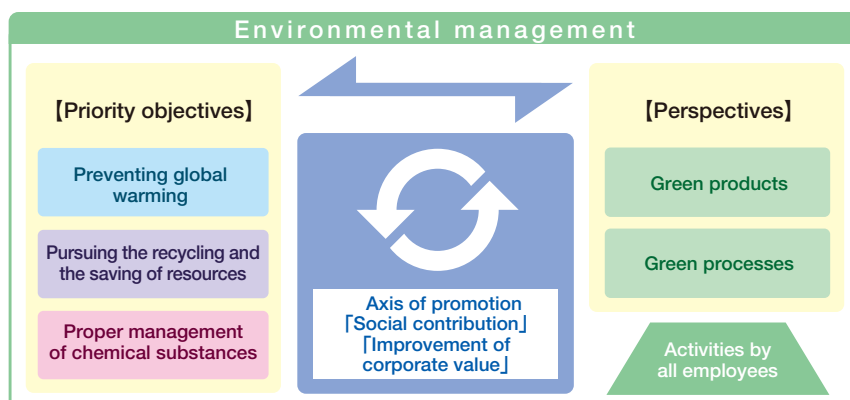 Environmental management
【Priority objectives】
Preventing global
warming
Pursuing the recycling and
the saving of resources
Proper management
of chemical substances
Axis of promotion
「Social contribution」
「Improvement of
corporate value」
【Perspectives】
Green products
Green processes
Activities by
all employees